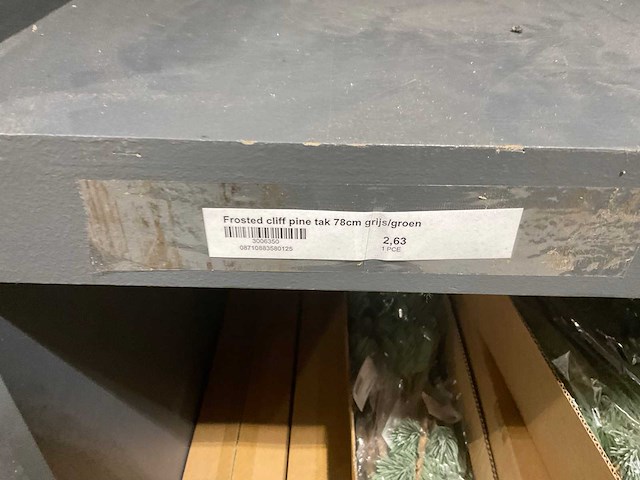 Frosted cliff pine tak 78cm grijs/groen
3006350
08710883580125
2,63
1 PCE